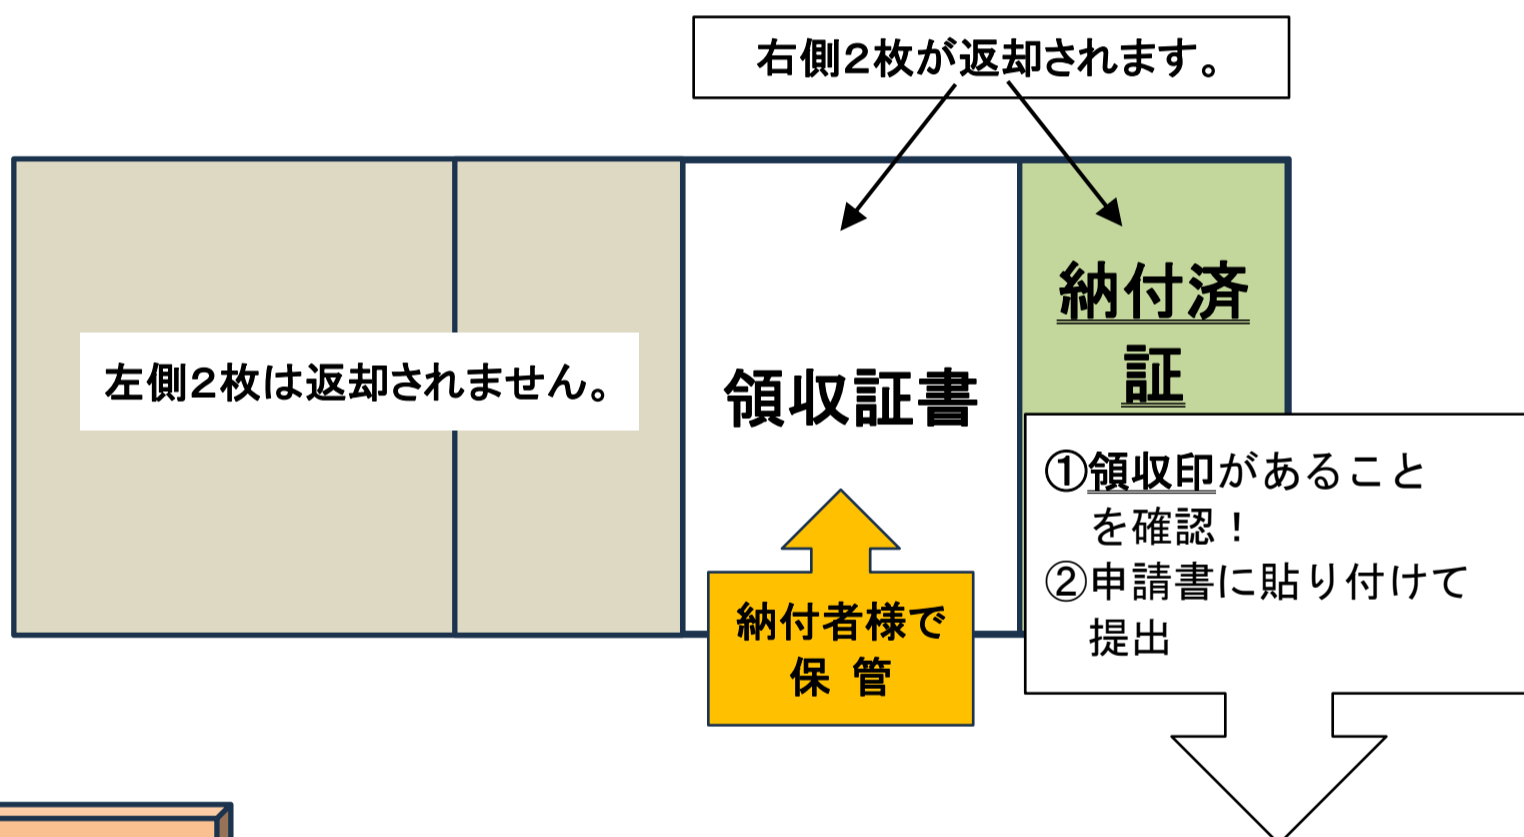 右側２枚が返却されます。
左側２枚は返却されません。
領収証書
納付済
証
納付者様で
保 管
①領収印があること
を確認！
②申請書に貼り付けて
提出